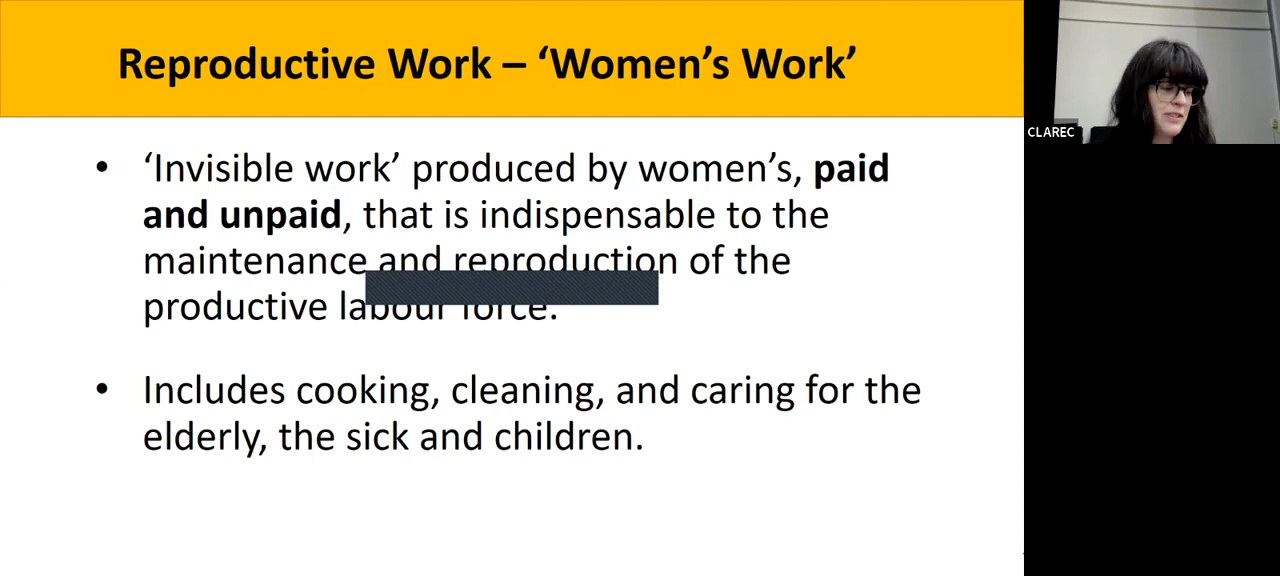 Reproductive Work – ‘Women’s Work’
• ‘Invisible work’ produced by women’s, paid
and unpaid, that is indispensable to the
maintenance and reproduction of the
productive labour force.
• Includes cooking, cleaning, and caring for the
elderly, the sick and children.
CLAREC